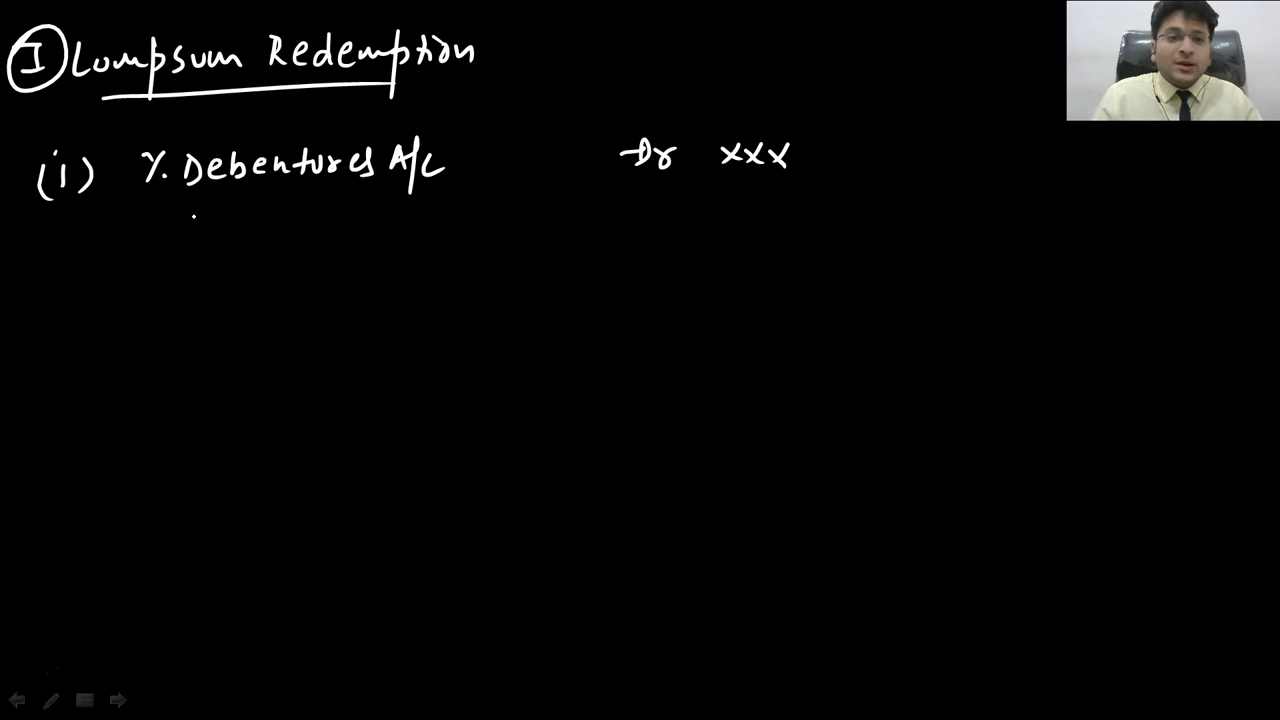 I Lumpsum Redemption
(i) %. Debentures A/c Dr xxx